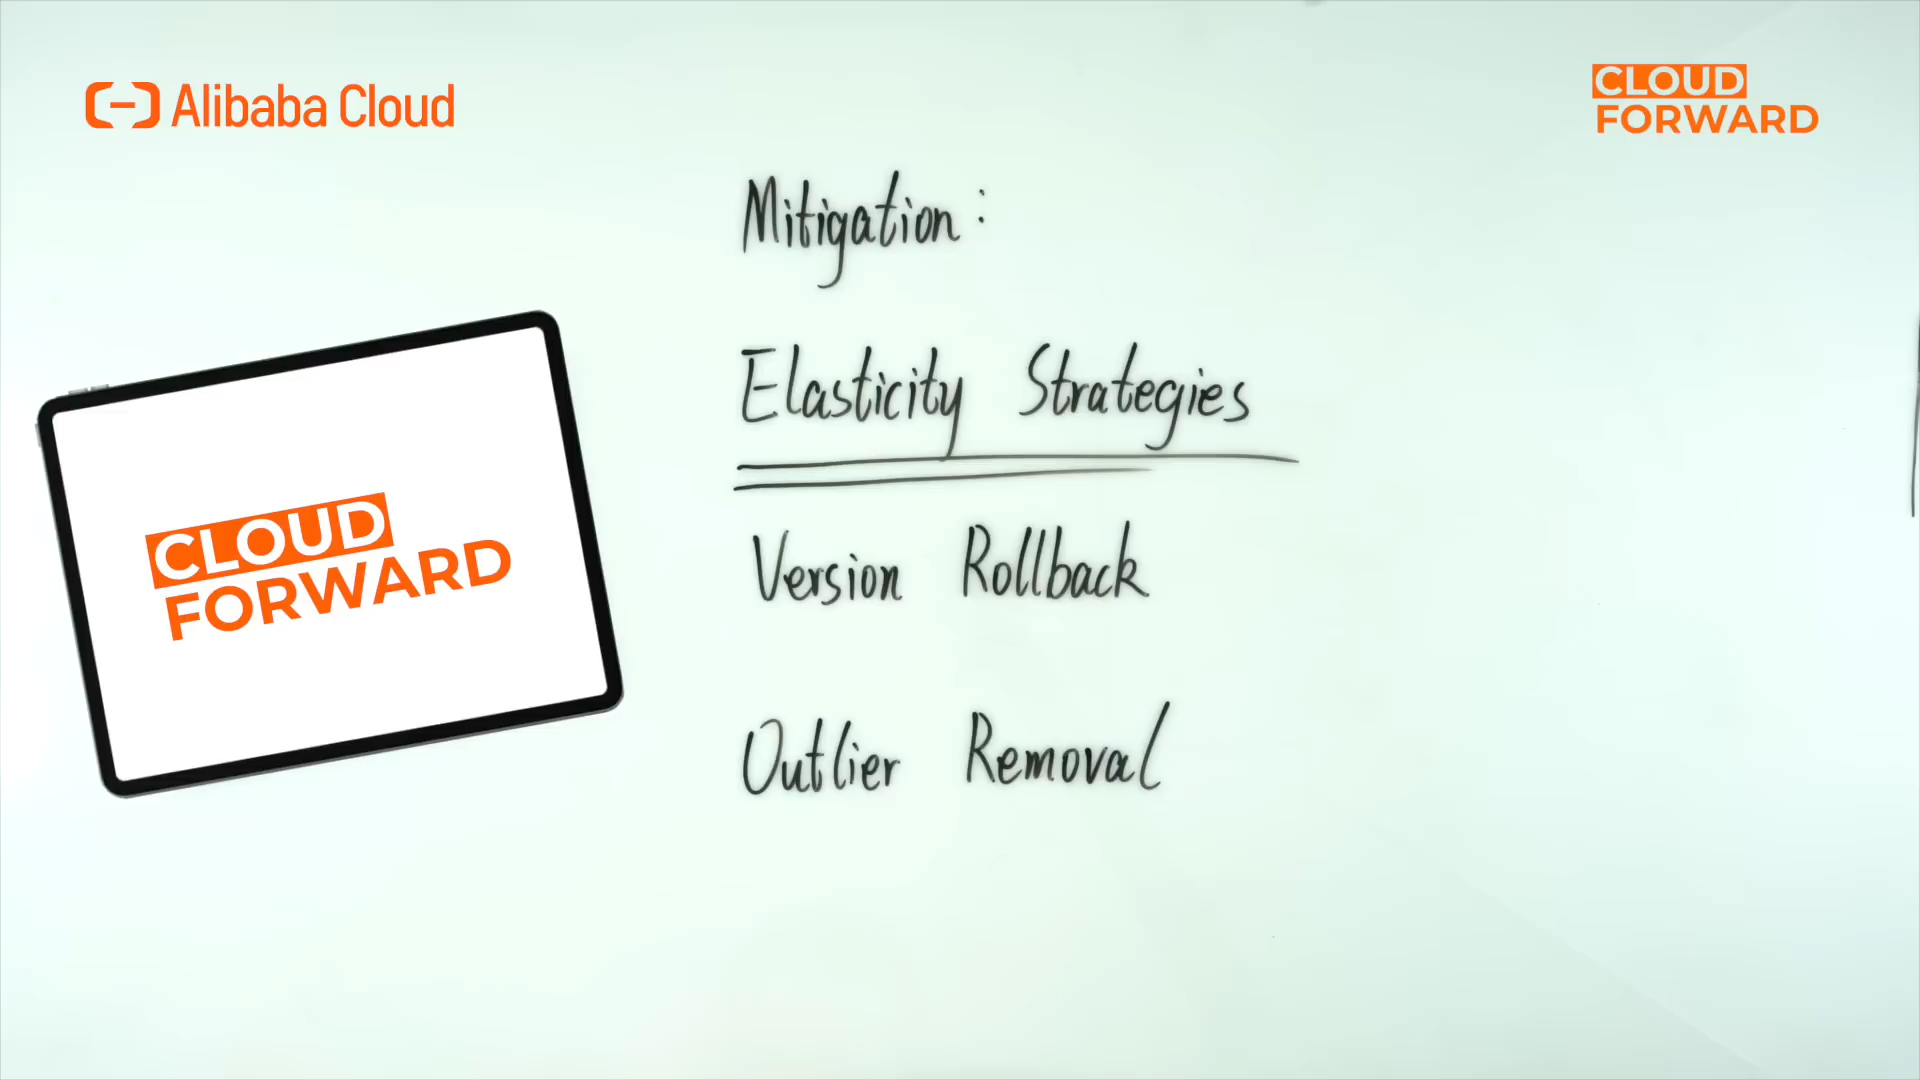 Alibaba Cloud
CLOUD
FORWARD
Mitigation:
Elasticity Strategies
Version Rollback
Outlier Removal
CLOUD
FORWARD